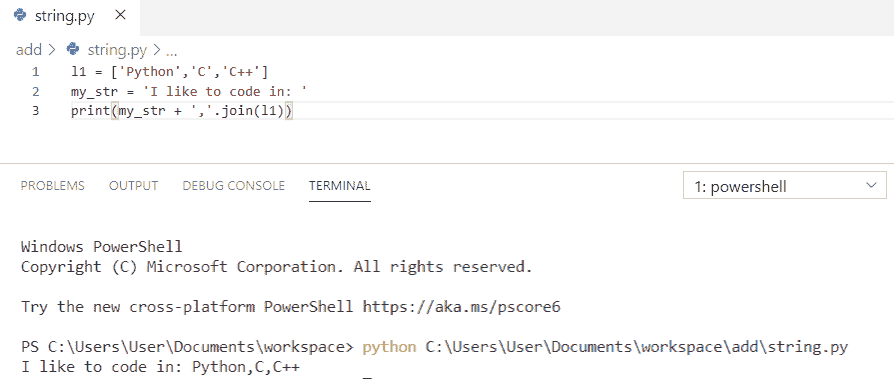 string.py ×
add > string.py > ...
1 l1 = ['Python','C','C++']
2 my_str = 'I like to code in: '
3 print(my_str + ','.join(l1))
PROBLEMS OUTPUT DEBUG CONSOLE TERMINAL 1: powershell
Windows PowerShell
Copyright (C) Microsoft Corporation. All rights reserved.
Try the new cross-platform PowerShell https://aka.ms/pscore6
PS C:\Users\User\Documents\workspace> python C:\Users\User\Documents\workspace\add\string.py
I like to code in: Python,C,C++